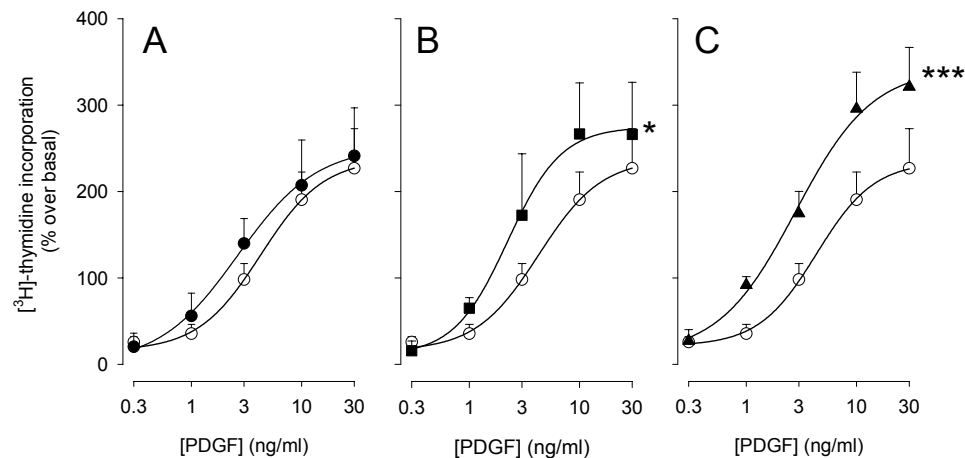 A
B
C
400
300
200
100
0
[³H]-thymidine incorporation
(% over basal)
*
***
0.3 1 3 10 30
0.3 1 3 10 30
0.3 1 3 10 30
[PDGF] (ng/ml)
[PDGF] (ng/ml)
[PDGF] (ng/ml)